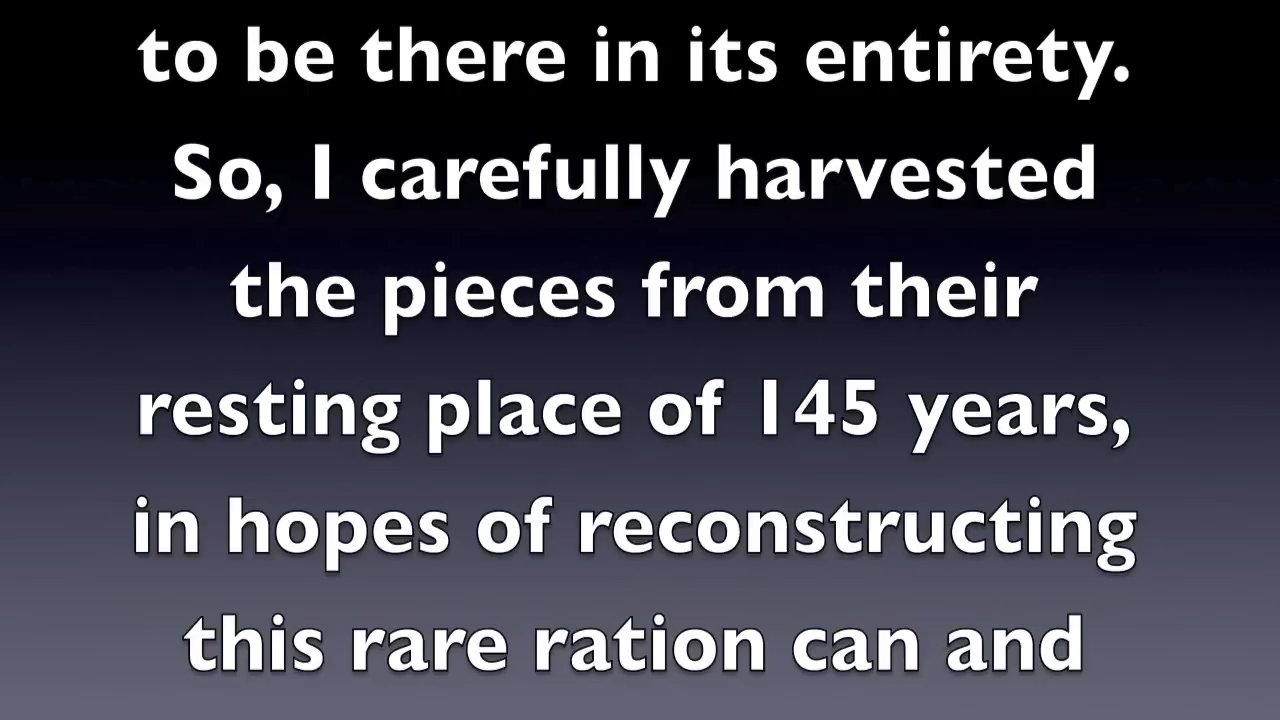 to be there in its entirety.
So, I carefully harvested
the pieces from their
resting place of 145 years,
in hopes of reconstructing
this rare ration can and